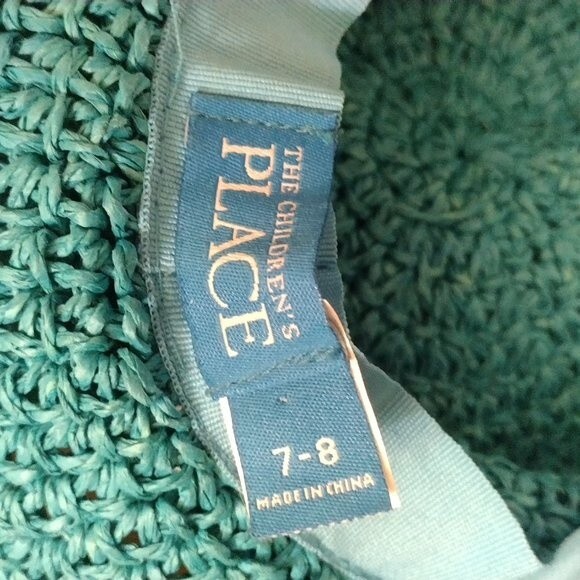 THE CHILDREN'S
PLACE
7-8
MADE IN CHINA